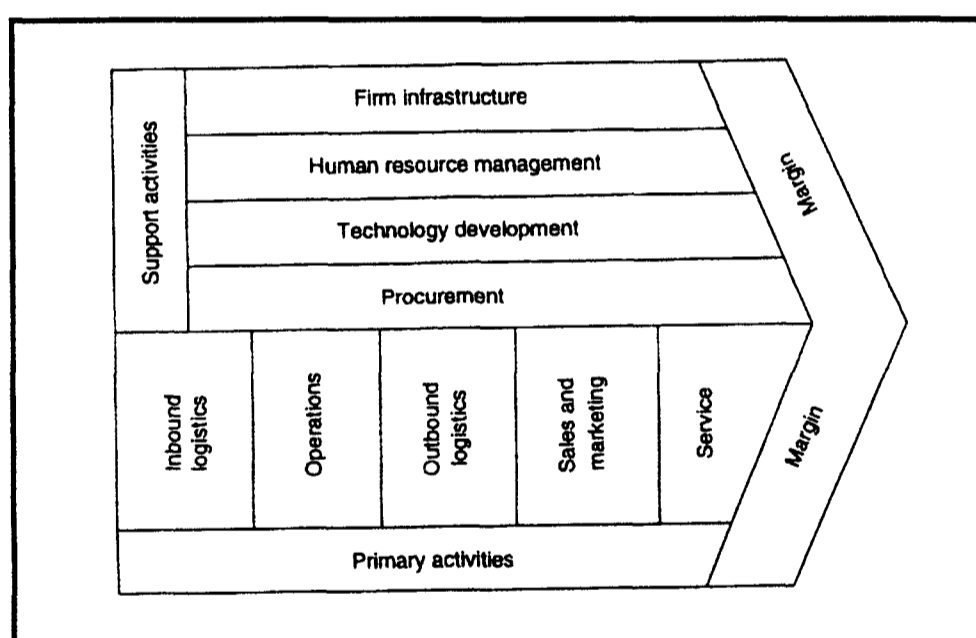 Support activities
Firm infrastructure
Human resource management
Technology development
Procurement
Margin
Inbound
logistics
Operations
Outbound
logistics
Sales and
marketing
Service
Margin
Primary activities